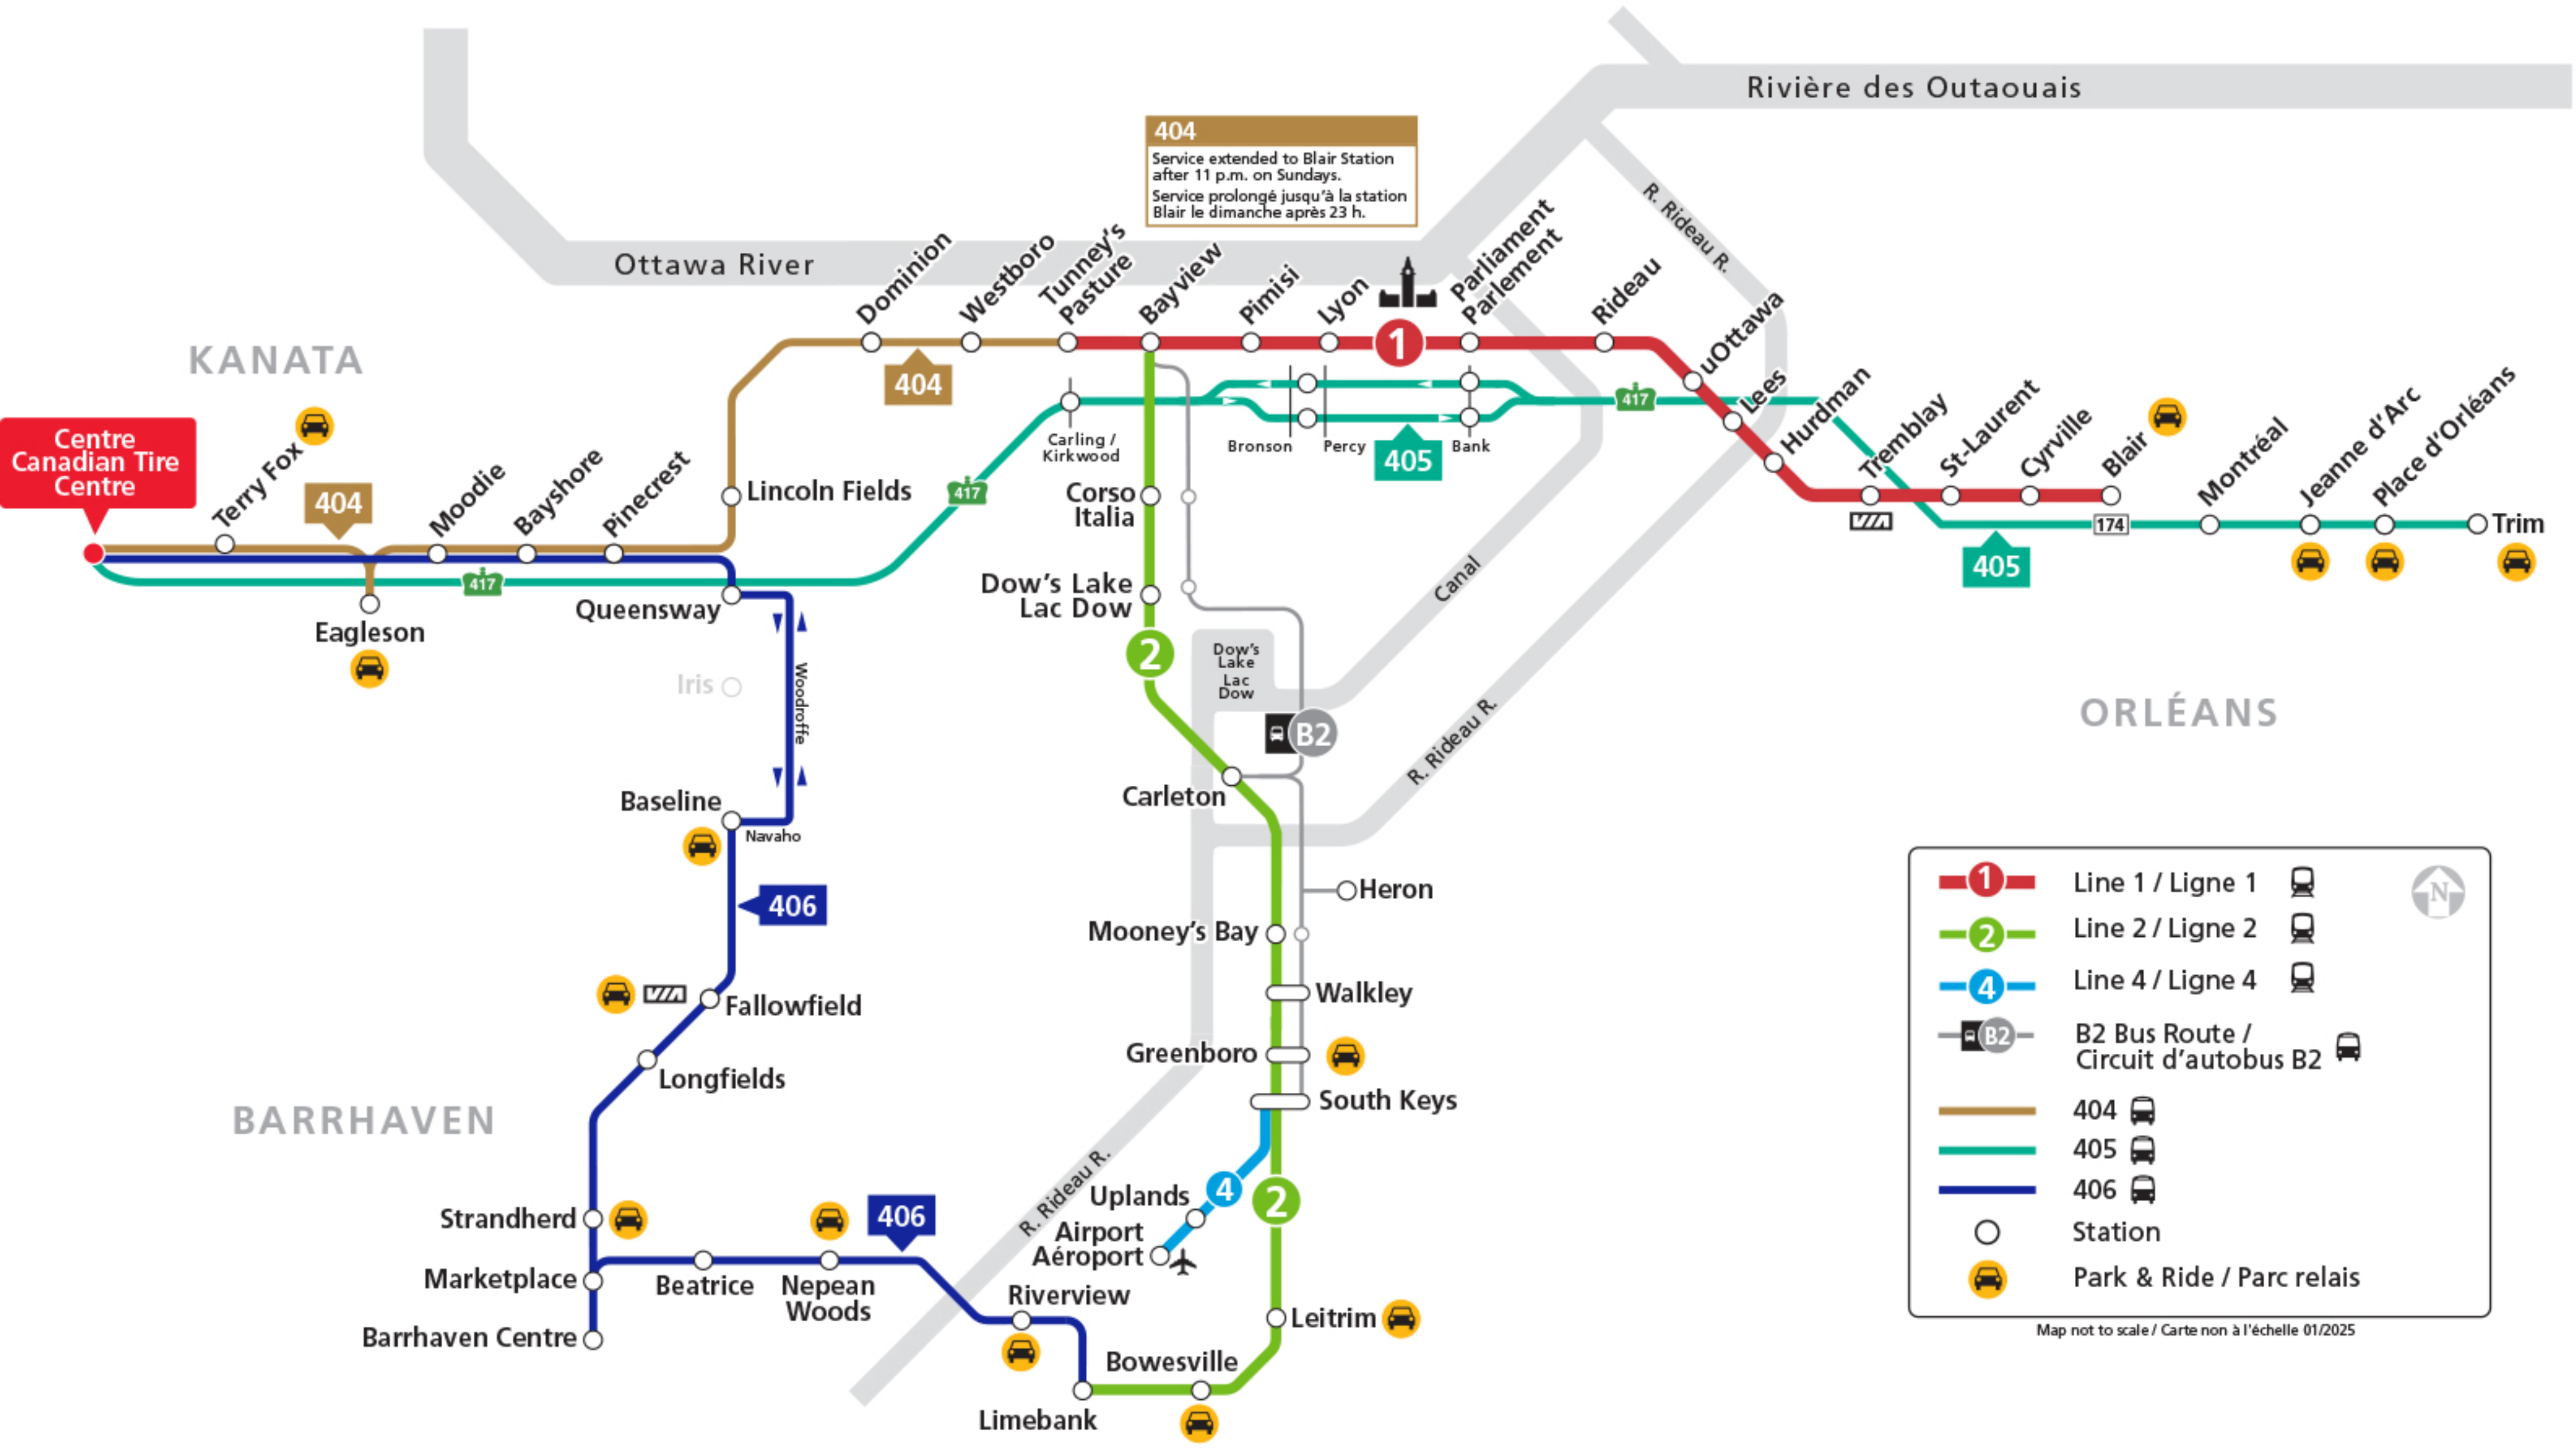 Rivière des Outaouais
404
Service extended to Blair Station
after 11 p.m. on Sundays.
Service prolongé jusqu'à la station
Blair le dimanche après 23 h.
R. Rideau R.
Ottawa River
Dominion
Westboro
Tunney's
Pasture
Bayview
Pimisi
Lyon
1
Parliament
Parlement
Rideau
uOttawa
Lees
Hurdman
Tremblay
St-Laurent
Cyrville
Blair
Montréal
Jeanne d'Arc
Place d'Orléans
Trim
KANATA
404
417
Centre
Canadian Tire
Centre
Terry Fox
404
Moodie
Bayshore
Pinecrest
Lincoln Fields
417
Carling /
Kirkwood
Bronson
Percy
405
Bank
174
405
Corso
Italia
417
Queensway
Eagleson
Dow's Lake
Lac Dow
Canal
2
Dow's
Lake
Lac
Dow
Iris
Woodroffe
B2
R. Rideau R.
ORLÉANS
Carleton
Baseline
Navaho
406
Heron
Mooney's Bay
Walkley
Fallowfield
Greenboro
Longfields
South Keys
BARRHAVEN
R. Rideau R.
Uplands
4
2
Airport
Aéroport
Strandherd
406
Marketplace
Beatrice
Nepean
Woods
Riverview
Leitrim
Barrhaven Centre
Bowesville
Limebank
1
Line 1 / Ligne 1
N
2
Line 2 / Ligne 2
4
Line 4 / Ligne 4
B2
B2 Bus Route /
Circuit d'autobus B2
404
405
406
Station
Park & Ride / Parc relais
Map not to scale / Carte non à l'échelle 01/2025